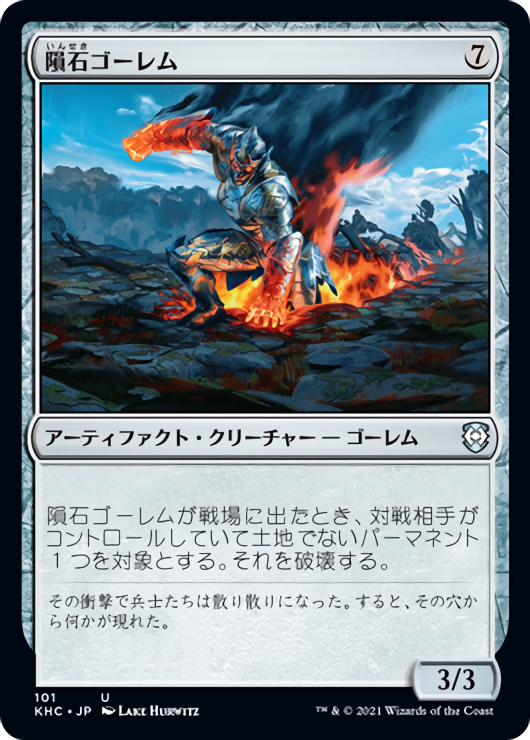 いんせき
隕石ゴーレム
7
アーティファクト・クリーチャー — ゴーレム
隕石ゴーレムが戦場に出たとき、対戦相手が
コントロールしていて土地でないパーマネント
１つを対象とする。それを破壊する。
その衝撃で兵士たちは散り散りになった。すると、その穴か
ら何かが現れた。
3/3
101 U
KHC • JP Lake Hurwitz
™ & © 2021 Wizards of the Coast